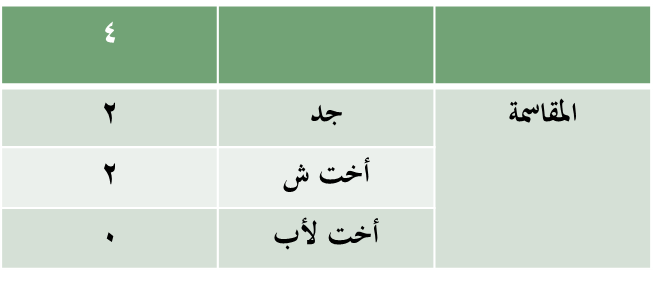 ٤
المقاسمة جد ٢
أخت ش ٢
أخت لأب ٠